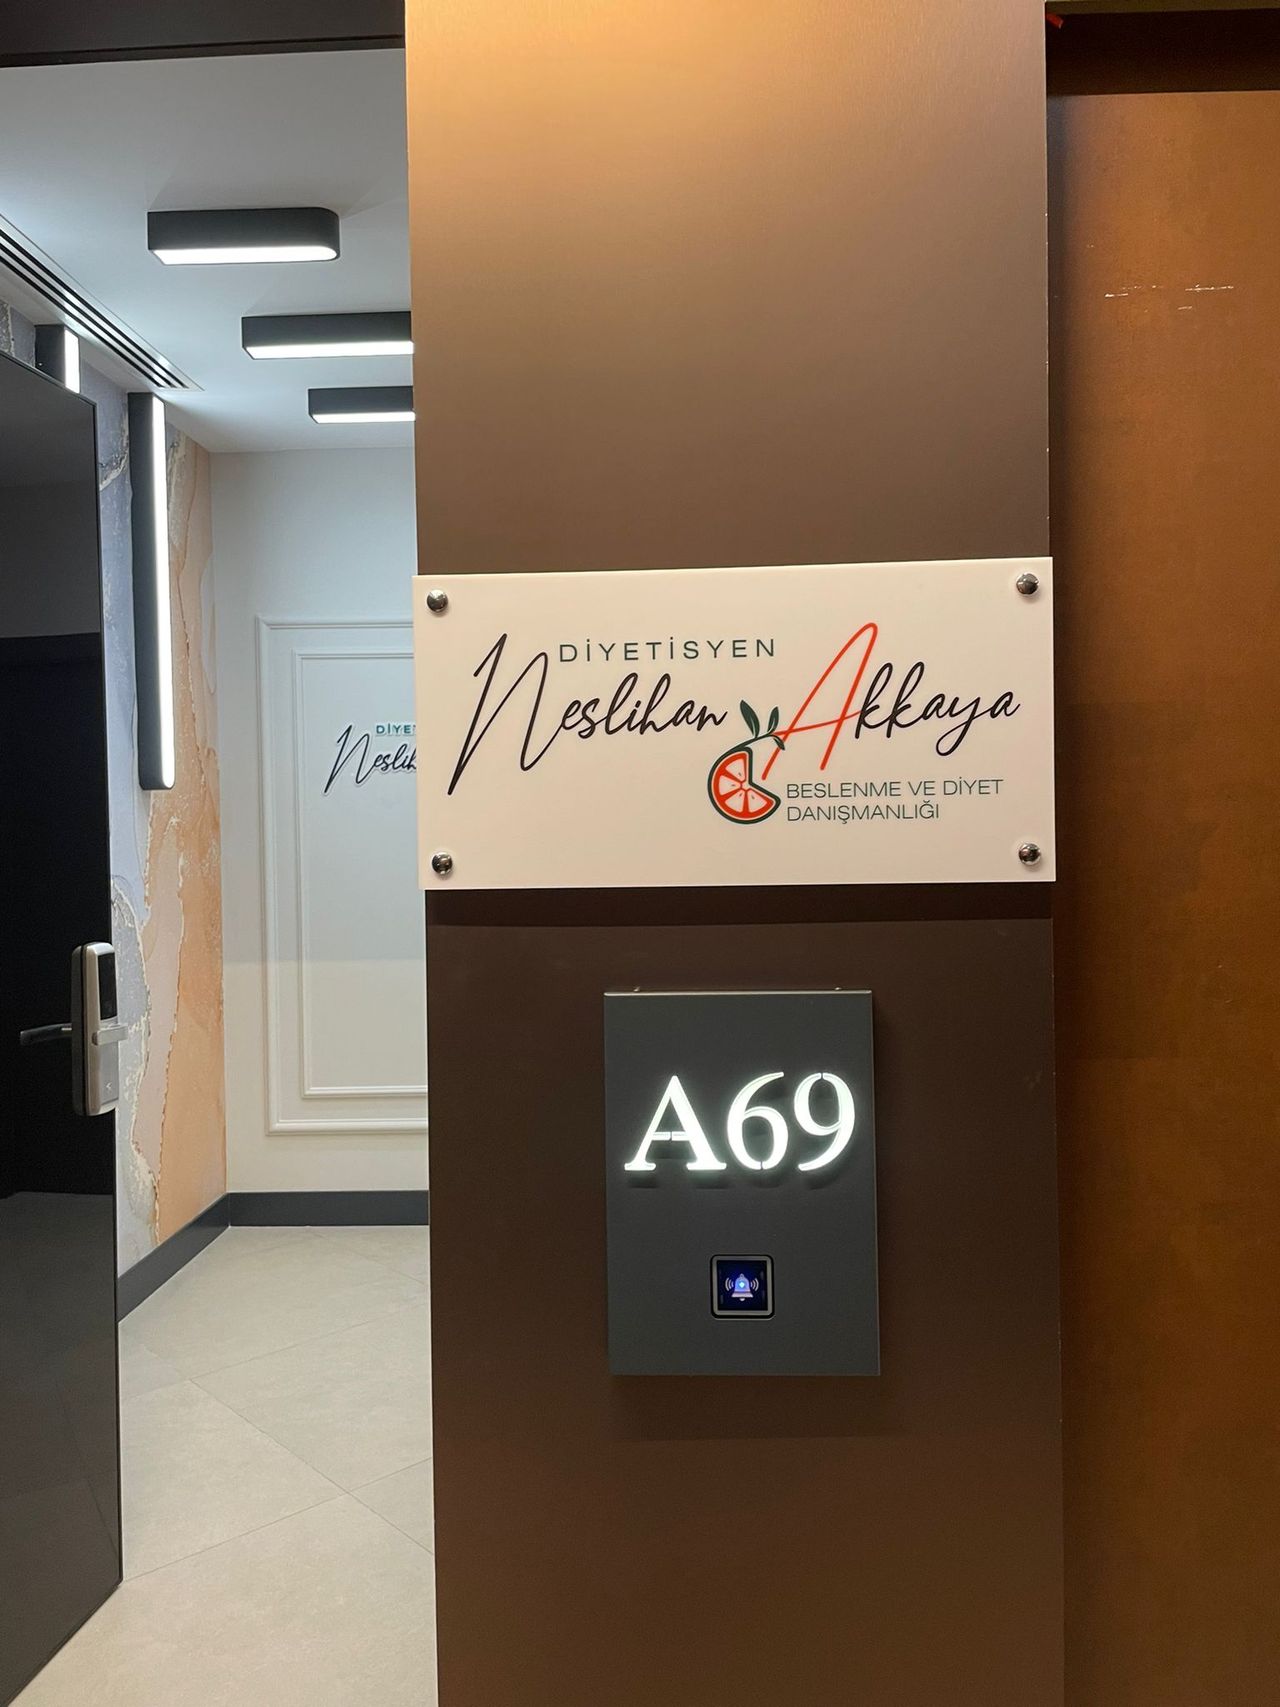 DİYETİSYEN
Neslihan Akkaya
BESLENME VE DİYET
DANIŞMANLIĞI
A69